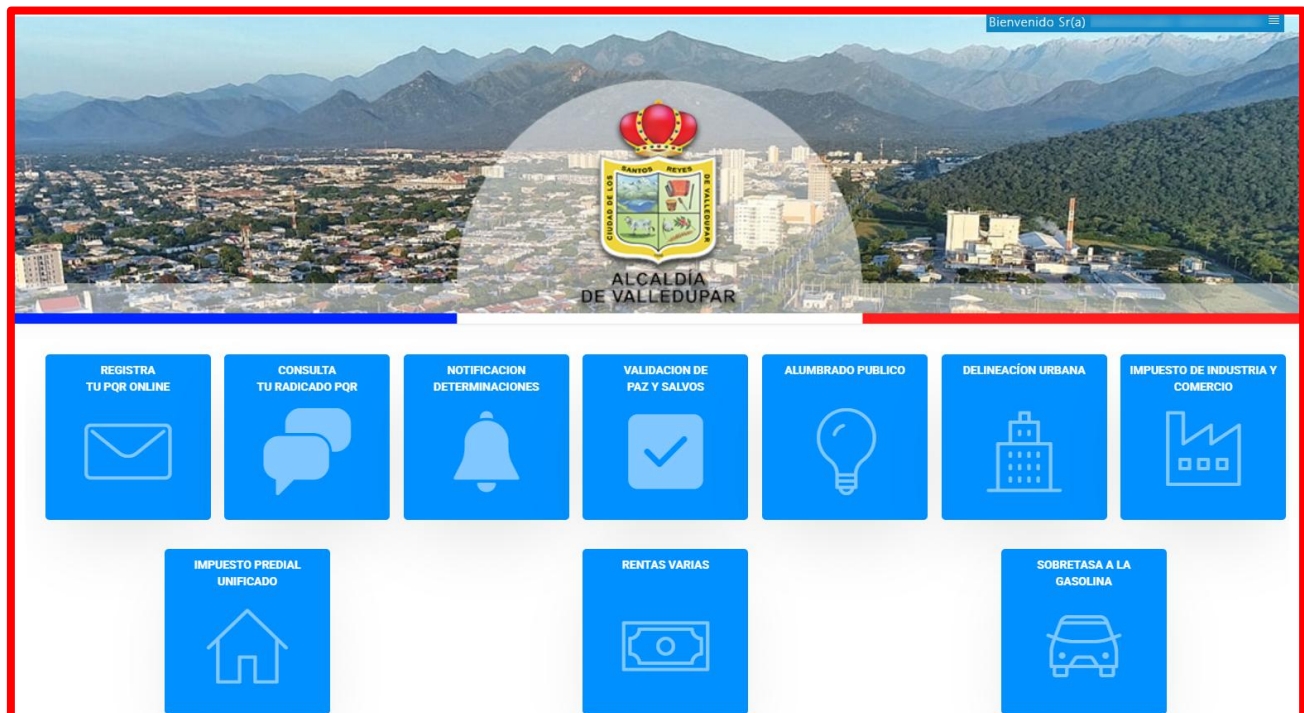 Bienvenido Sr(a)
SANTOS REYES
CIUDAD DE LOS
DE VALLEDUPAR
ALCALDÍA
DE VALLEDUPAR
REGISTRA
TU PQR ONLINE
CONSULTA
TU RADICADO PQR
NOTIFICACION
DETERMINACIONES
VALIDACION DE
PAZ Y SALVOS
ALUMBRADO PUBLICO
DELINEACÍON URBANA
IMPUESTO DE INDUSTRIA Y
COMERCIO
IMPUESTO PREDIAL
UNIFICADO
RENTAS VARIAS
SOBRETASA A LA
GASOLINA